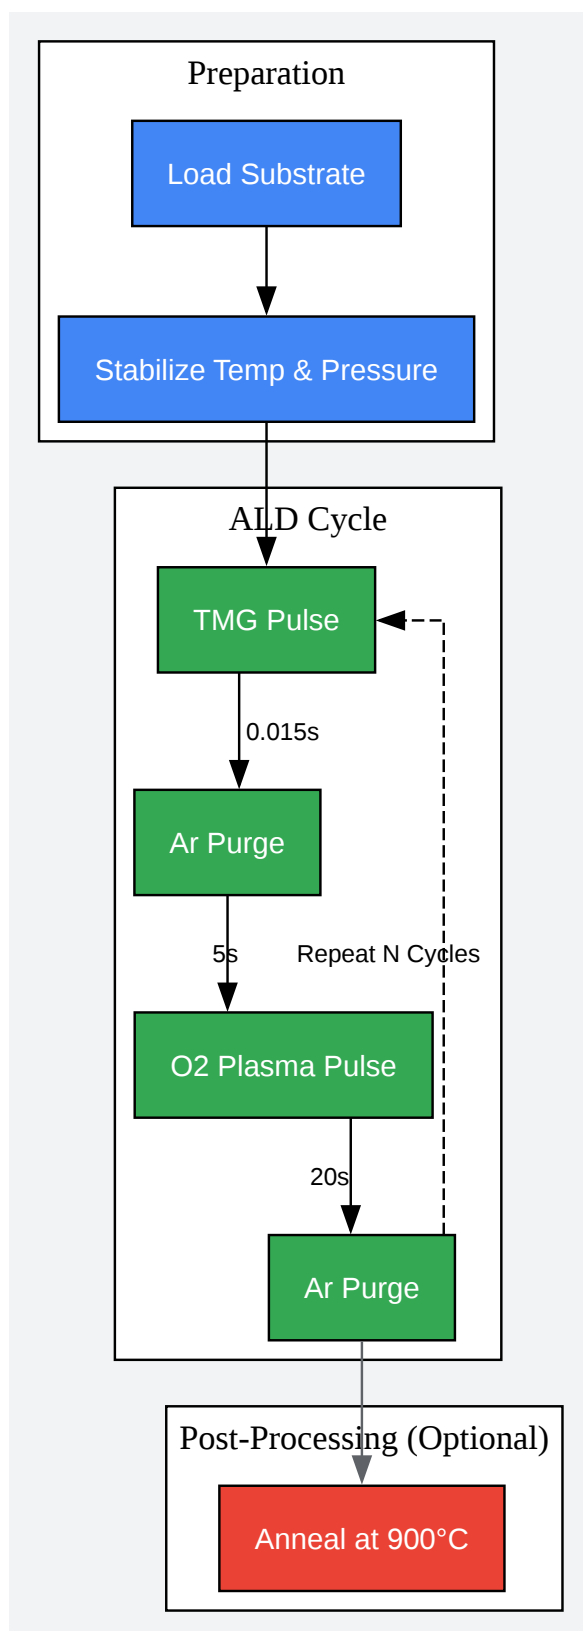 Preparation
Load Substrate
Stabilize Temp & Pressure
ALD Cycle
TMG Pulse
0.015s
Ar Purge
5s
Repeat N Cycles
O2 Plasma Pulse
20s
Ar Purge
Post-Processing (Optional)
Anneal at 900°C